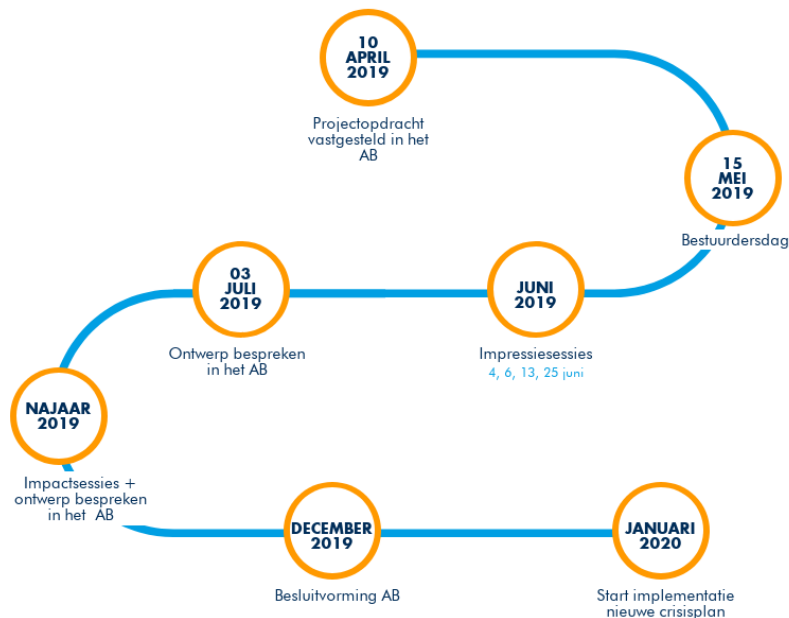 10
APRIL
2019
Projectopdracht
vastgesteld in het
AB
15
MEI
2019
Bestuurdersdag
JUNI
2019
Impressiesessies
4, 6, 13, 25 juni
03
JULI
2019
Ontwerp bespreken
in het AB
NAJAAR
2019
Impactsessies +
ontwerp bespreken
in het AB
DECEMBER
2019
Besluitvorming AB
JANUARI
2020
Start implementatie
nieuwe crisisplan